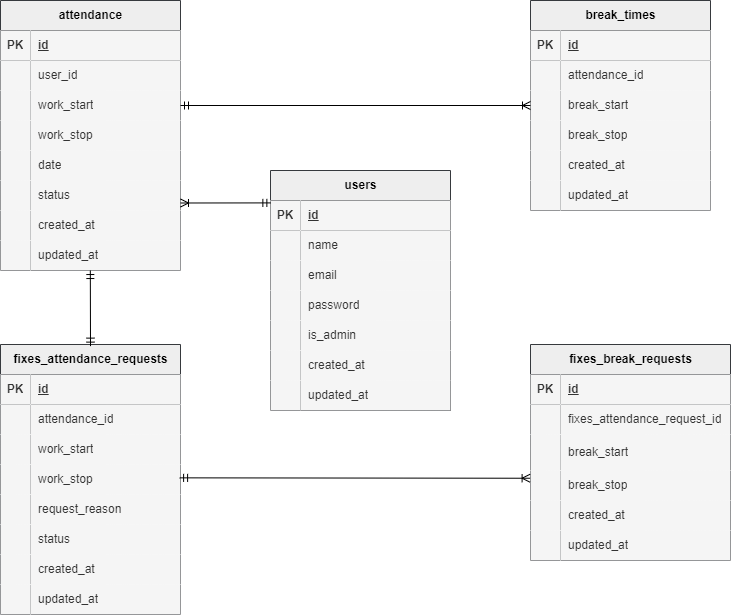 attendance
PK id
user_id
work_start
work_stop
date
status
created_at
updated_at
break_times
PK id
attendance_id
break_start
break_stop
created_at
updated_at
users
PK id
name
email
password
is_admin
created_at
updated_at
fixes_attendance_requests
PK id
attendance_id
work_start
work_stop
request_reason
status
created_at
updated_at
fixes_break_requests
PK id
fixes_attendance_request_id
break_start
break_stop
created_at
updated_at